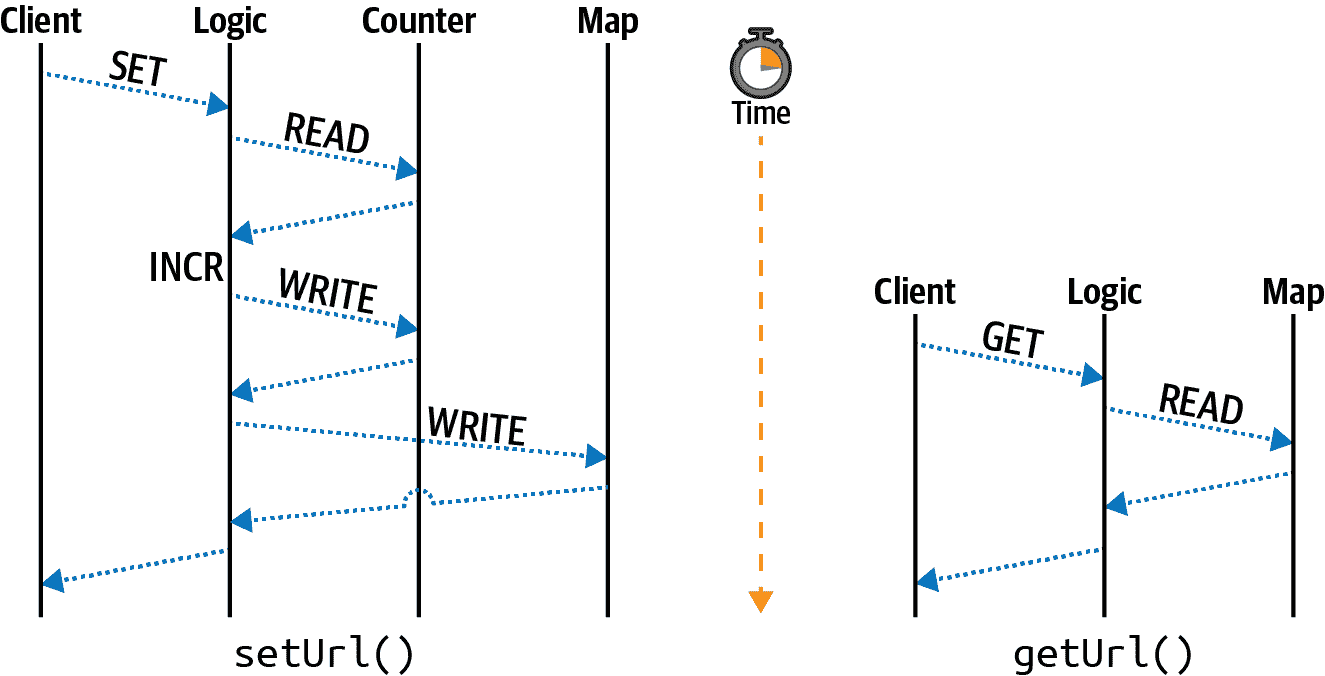 Client Logic Counter Map
SET
READ
INCR
WRITE
WRITE
setUrl()
Time
Client Logic Map
GET
READ
getUrl()